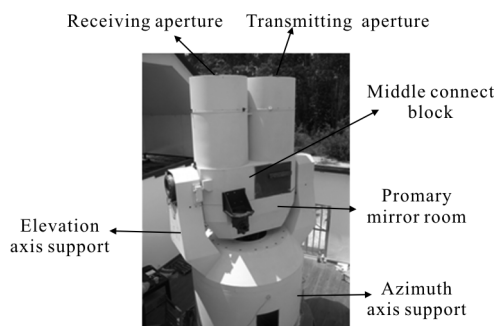 Receiving aperture
Transmitting aperture
Middle connect
block
Promary
mirror room
Elevation
axis support
Azimuth
axis support